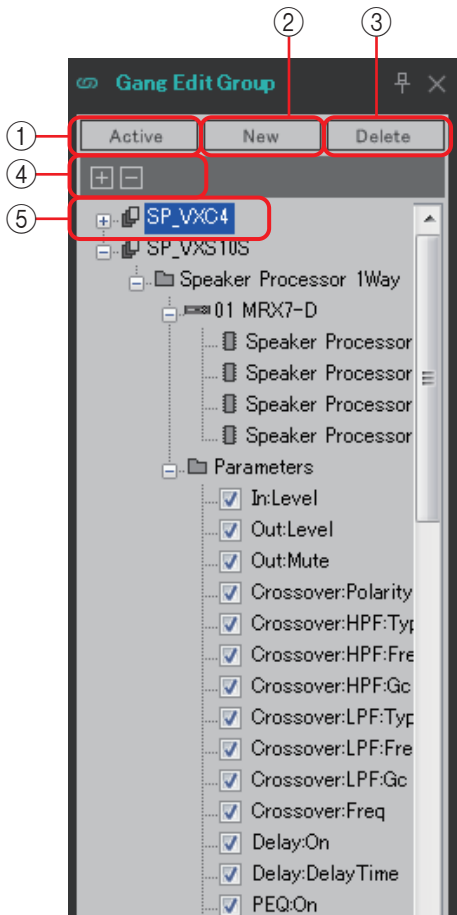 ② ③
Gang Edit Group
① Active New Delete
④
⑤ SP_VXC4
SP_VXS10S
Speaker Processor 1Way
01 MRX7-D
Speaker Processor
Speaker Processor
Speaker Processor
Speaker Processor
Parameters
In:Level
Out:Level
Out:Mute
Crossover:Polarity
Crossover:HPF:Typ
Crossover:HPF:Fre
Crossover:HPF:Gc
Crossover:LPF:Typ
Crossover:LPF:Fre
Crossover:LPF:Gc
Crossover:Freq
Delay:On
Delay:DelayTime
PEQ:On